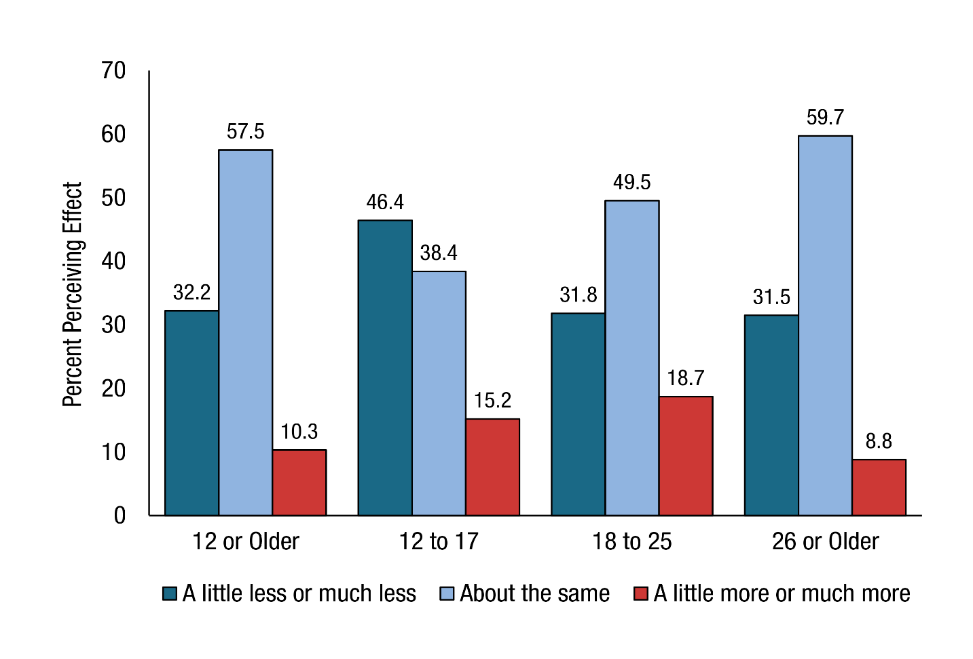 70
60
50
40
30
20
10
0
Percent Perceiving Effect
32.2
57.5
10.3
46.4
38.4
15.2
31.8
49.5
18.7
31.5
59.7
8.8
12 or Older
12 to 17
18 to 25
26 or Older
A little less or much less
About the same
A little more or much more